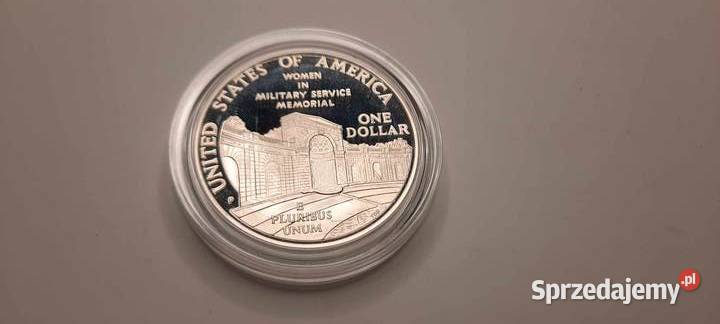 UNITED STATES OF AMERICA
WOMEN
IN
MILITARY SERVICE
MEMORIAL
ONE
DOLLAR
P
E
PLURIBUS
UNUM
Sprzedajemy.pl